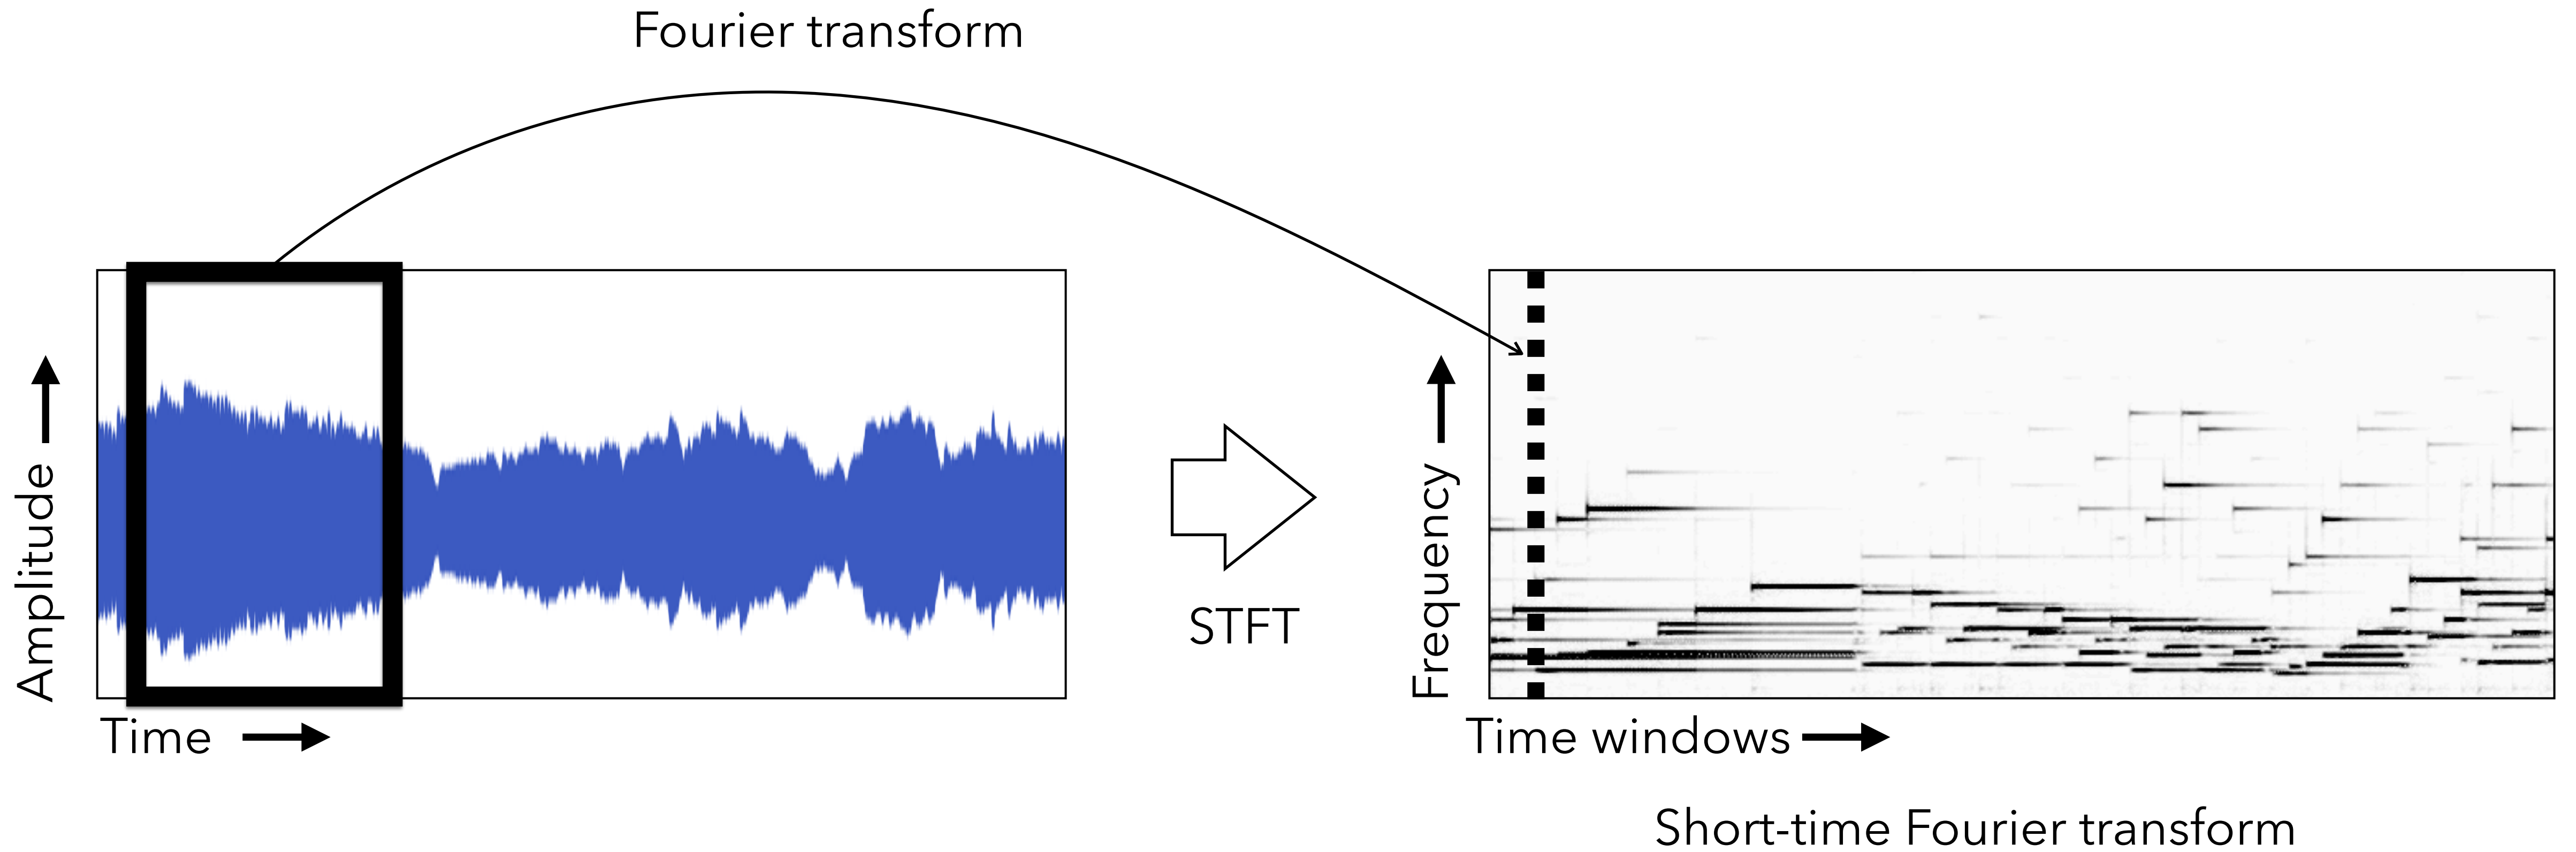 Fourier transform
Amplitude
Time
STFT
Frequency
Time windows
Short-time Fourier transform